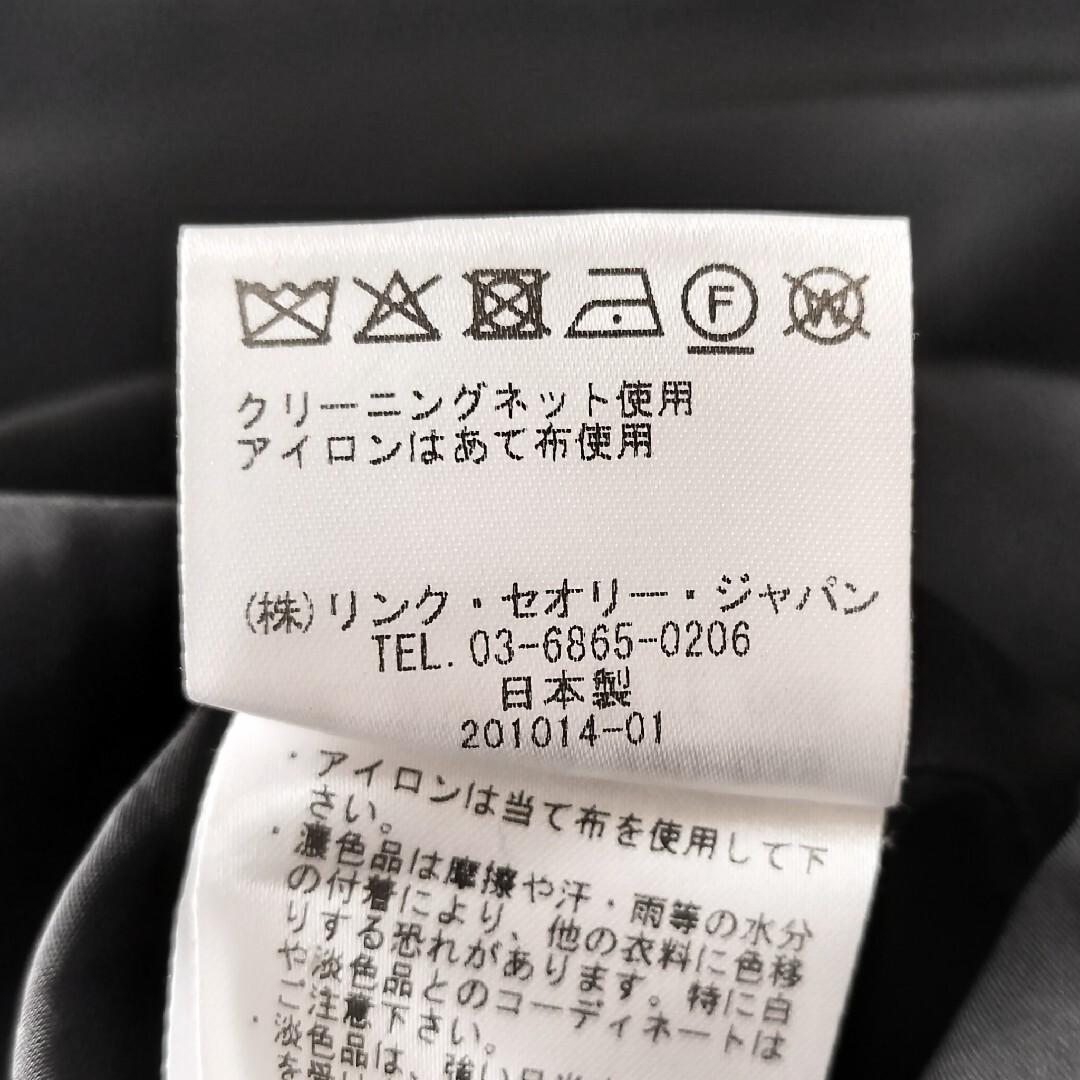 F W
クリーニングネット使用
アイロンはあて布使用
(株)リンク・セオリー・ジャパン
TEL. 03-6865-0206
日本製
201014-01
・アイロンは当て布を使用して下
さい。
・濃色品は摩擦や汗・雨等の水分
の付着により、他の衣料に色移
りする恐れがあります。特に白
や淡色品とのコーディネートは
ご注意下さい。
・淡色品は、強い日
を